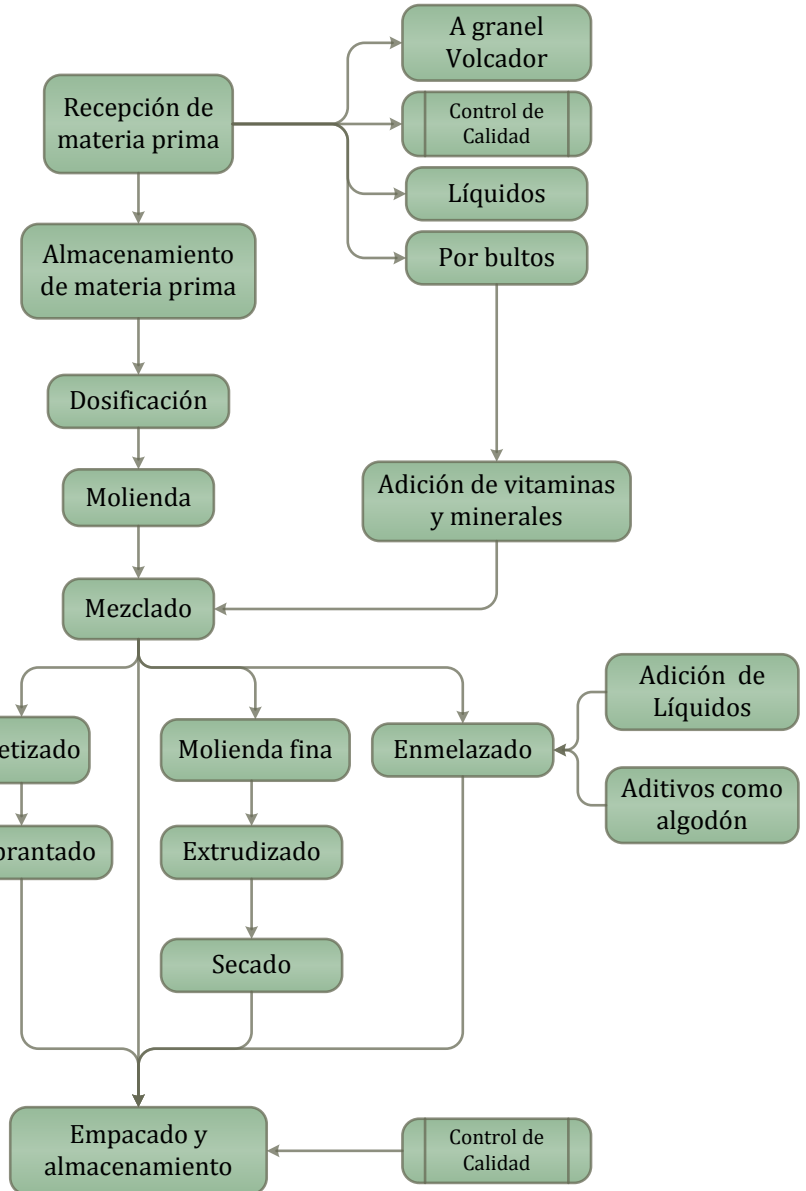 A granel
Volcador
Recepción de
materia prima
Control de
Calidad
Líquidos
Por bultos
Almacenamiento
de materia prima
Dosificación
Molienda
Adición de vitaminas
y minerales
Mezclado
Adición  de
Líquidos
etizado
Molienda fina
Enmelazado
Aditivos como
algodón
brantado
Extrudizado
Secado
Empacado y
almacenamiento
Control de
Calidad